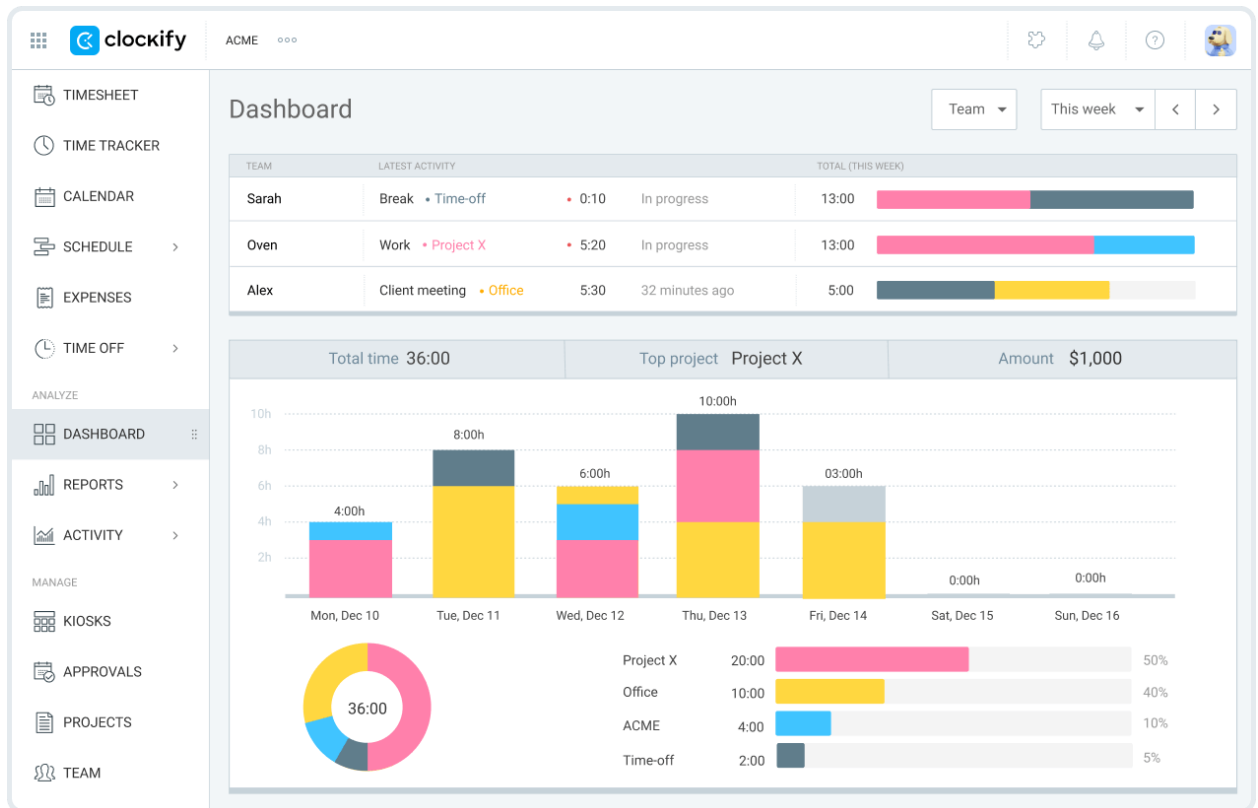 clockify ACME
TIMESHEET
TIME TRACKER
CALENDAR
SCHEDULE
EXPENSES
TIME OFF
ANALYZE
DASHBOARD
REPORTS
ACTIVITY
MANAGE
KIOSKS
APPROVALS
PROJECTS
TEAM
Dashboard Team This week
TEAM LATEST ACTIVITY TOTAL (THIS WEEK)
Sarah Break • Time-off • 0:10 In progress 13:00
Oven Work • Project X • 5:20 In progress 13:00
Alex Client meeting • Office 5:30 32 minutes ago 5:00
Total time 36:00 Top project Project X Amount $1,000
10h
8h
6h
4h
2h
4:00h
8:00h
6:00h
10:00h
03:00h
0:00h
0:00h
Mon, Dec 10 Tue, Dec 11 Wed, Dec 12 Thu, Dec 13 Fri, Dec 14 Sat, Dec 15 Sun, Dec 16
36:00
Project X 20:00 50%
Office 10:00 40%
ACME 4:00 10%
Time-off 2:00 5%